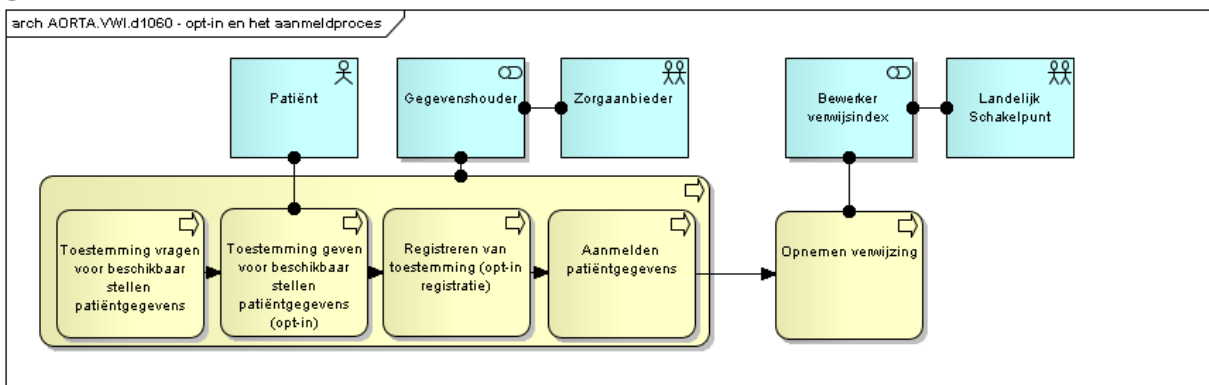 arch AORTA.VWI.d1060 - opt-in en het aanmeldproces
Patiënt
Gegevenshouder
Zorgaanbieder
Bewerker
verwijsindex
Landelijk
Schakelpunt
Toestemming vragen
voor beschikbaar
stellen
patiëntgegevens
Toestemming geven
voor beschikbaar
stellen
patiëntgegevens
(opt-in)
Registreren van
toestemming (opt-in
registratie)
Aanmelden
patiëntgegevens
Opnemen verwijzing